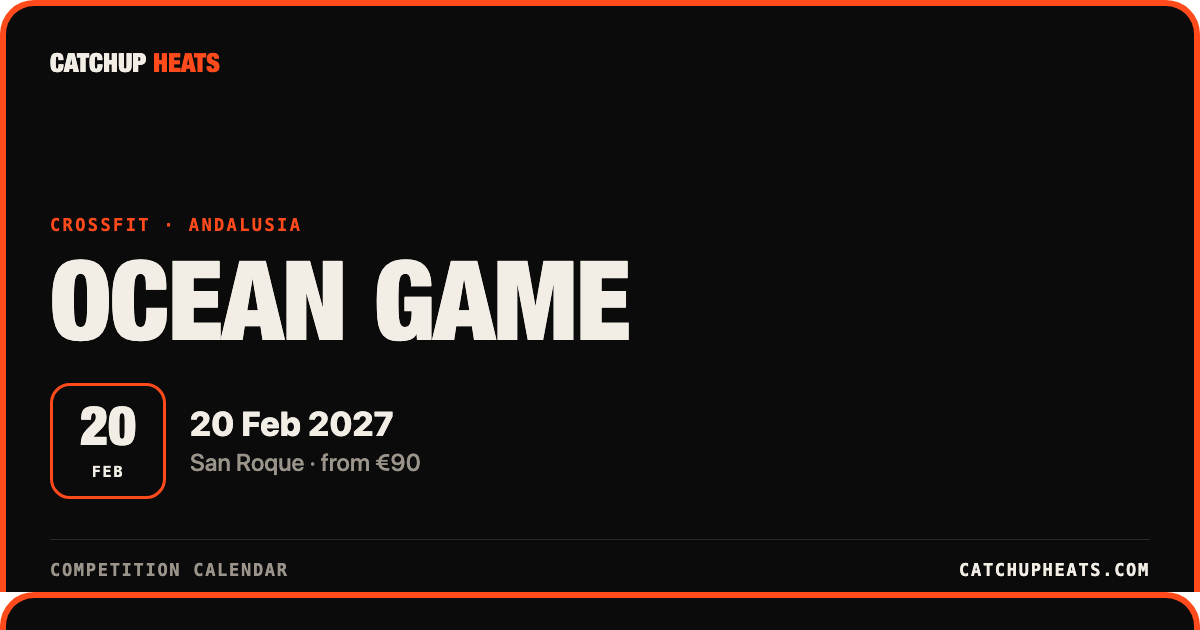 CATCHUP HEATS
CROSSFIT · ANDALUSIA
OCEAN GAME
20
FEB
20 Feb 2027
San Roque · from €90
COMPETITION CALENDAR
CATCHUPHEATS.COM